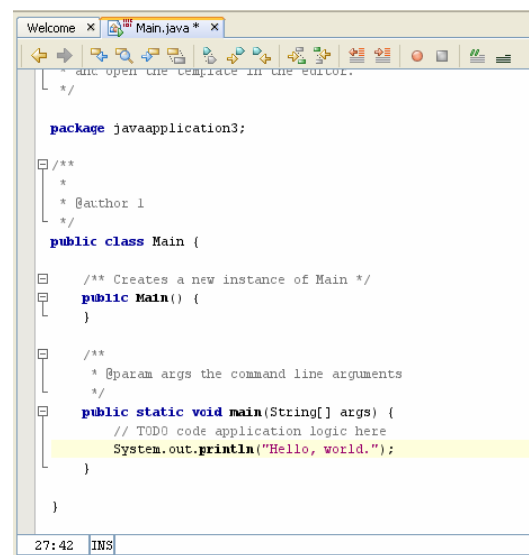 Welcome × Main.java * ×
* and open the template in the editor.
*/
package javaapplication3;
/**
*
* @author 1
*/
public class Main {
/** Creates a new instance of Main */
public Main() {
}
/**
* @param args the command line arguments
*/
public static void main(String[] args) {
// TODO code application logic here
System.out.println("Hello, world.");
}
}
27:42 INS